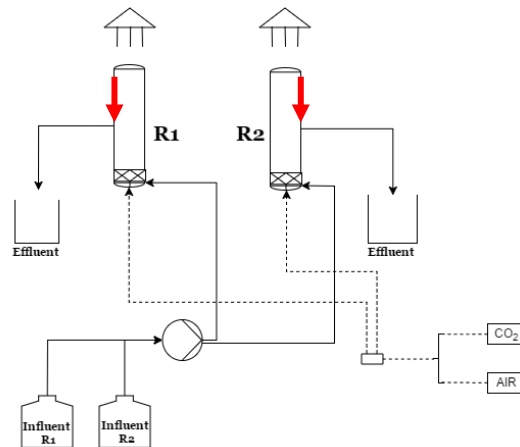 R1
R2
Effluent
Effluent
CO2
AIR
Influent
R1
Influent
R2